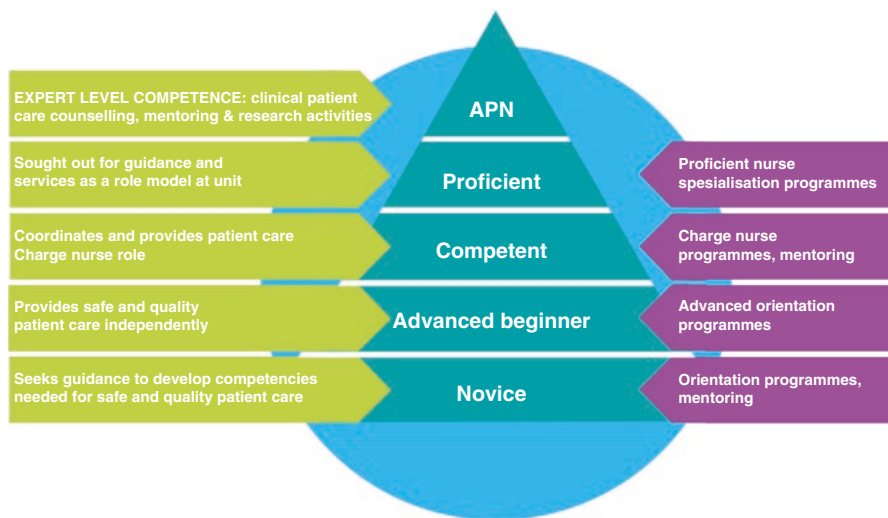 EXPERT LEVEL COMPETENCE: clinical patient
care counselling, mentoring & research activities
APN
Sought out for guidance and
services as a role model at unit
Proficient
Proficient nurse
spesialisation programmes
Coordinates and provides patient care
Charge nurse role
Competent
Charge nurse
programmes, mentoring
Provides safe and quality
patient care independently
Advanced beginner
Advanced orientation
programmes
Seeks guidance to develop competencies
needed for safe and quality patient care
Novice
Orientation programmes,
mentoring